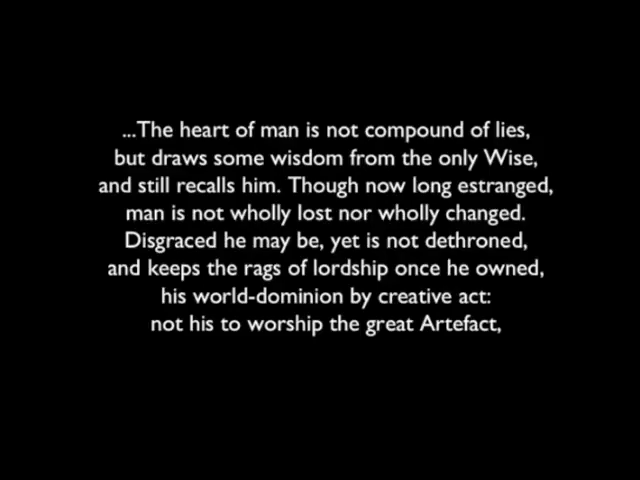 ...The heart of man is not compound of lies,
but draws some wisdom from the only Wise,
and still recalls him. Though now long estranged,
man is not wholly lost nor wholly changed.
Disgraced he may be, yet is not dethroned,
and keeps the rags of lordship once he owned,
his world-dominion by creative act:
not his to worship the great Artefact,